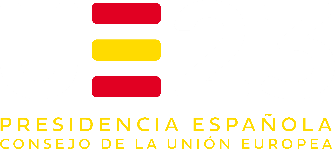 PRESIDENCIA ESPAÑOLA
CONSEJO DE LA UNIÓN EUROPEA